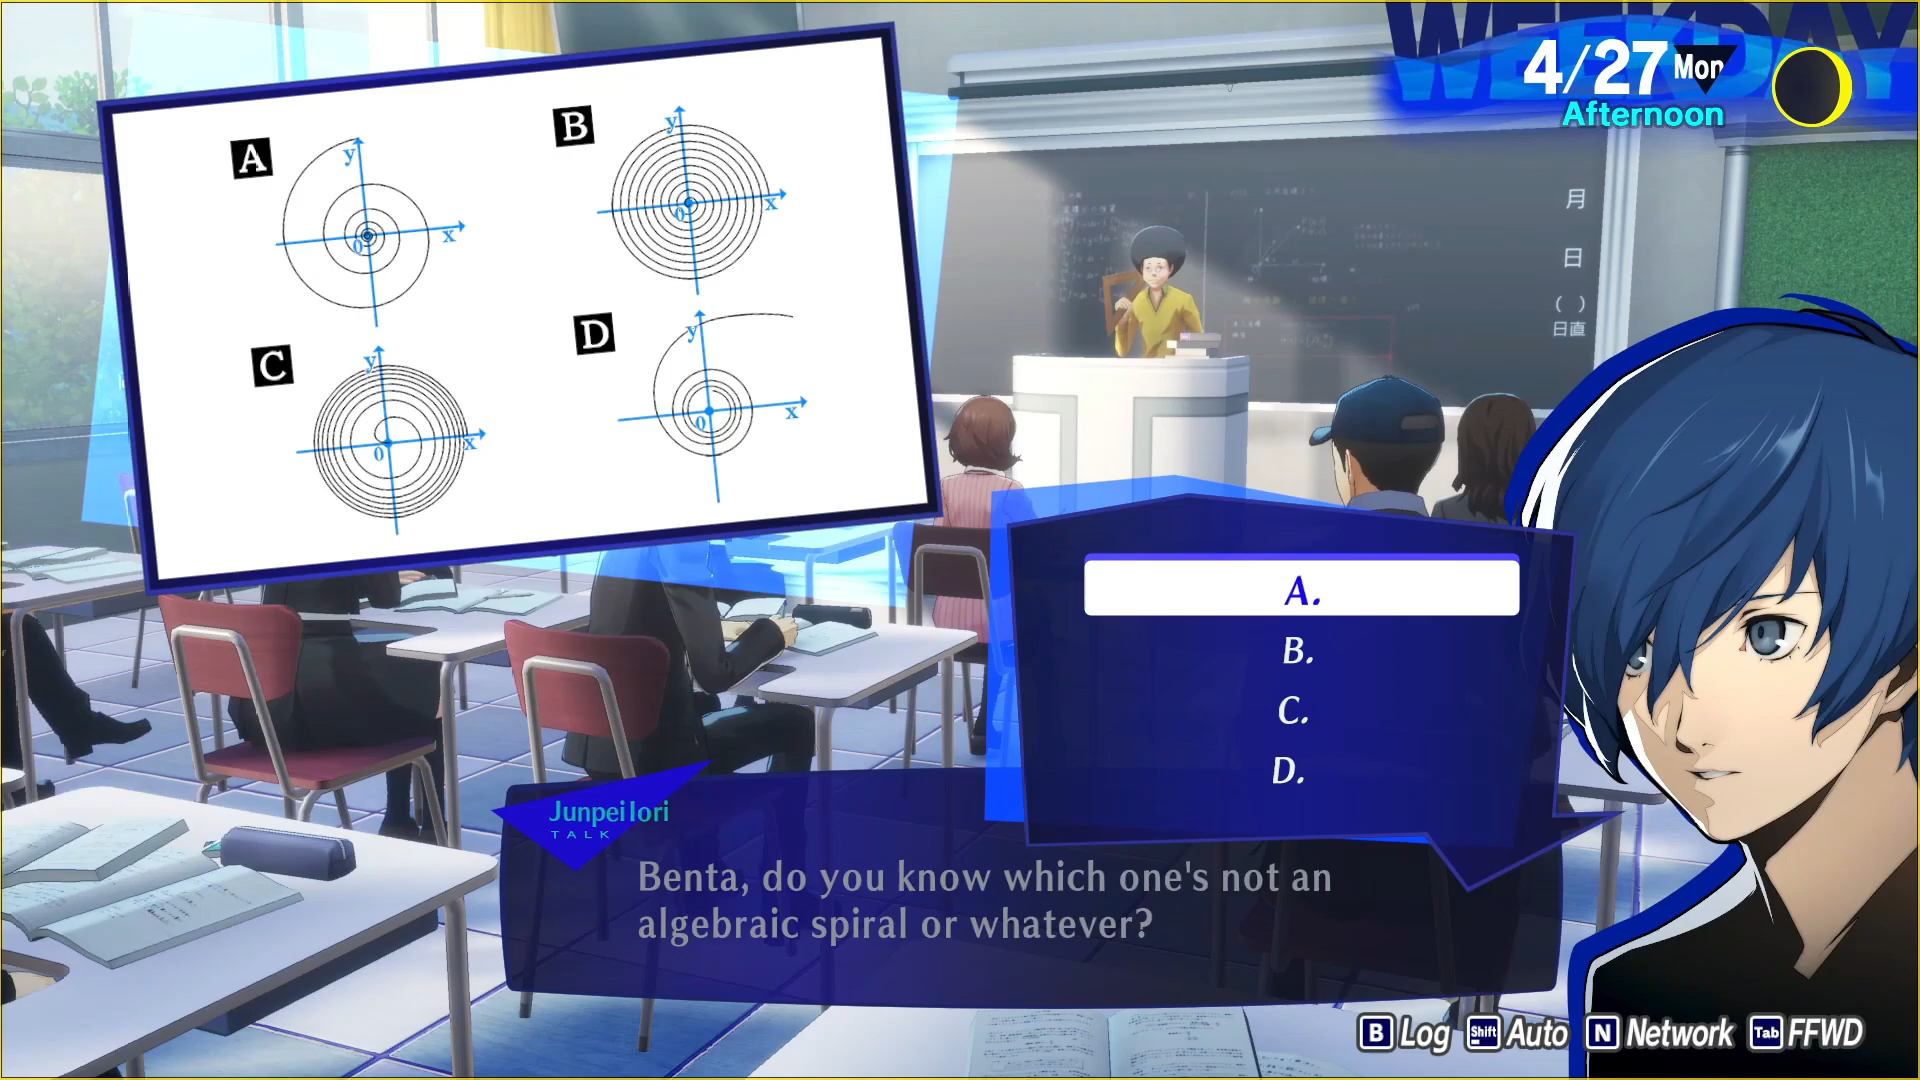 WEEKDAY
4/27 Mon
Afternoon
A
y
x
0
B
y
x
0
C
y
x
0
D
y
x
0
月
日
( )
日直
A.
B.
C.
D.
Junpei Iori
TALK
Benta, do you know which one's not an
algebraic spiral or whatever?
B Log Shift Auto N Network Tab FFWD